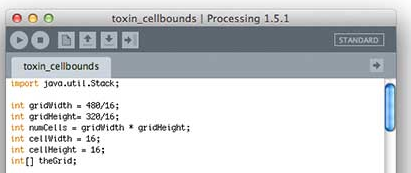 toxin_cellbounds | Processing 1.5.1
STANDARD
toxin_cellbounds
import java.util.Stack;
int gridWidth = 480/16;
int gridHeight= 320/16;
int numCells = gridWidth * gridHeight;
int cellWidth = 16;
int cellHeight = 16;
int[] theGrid;